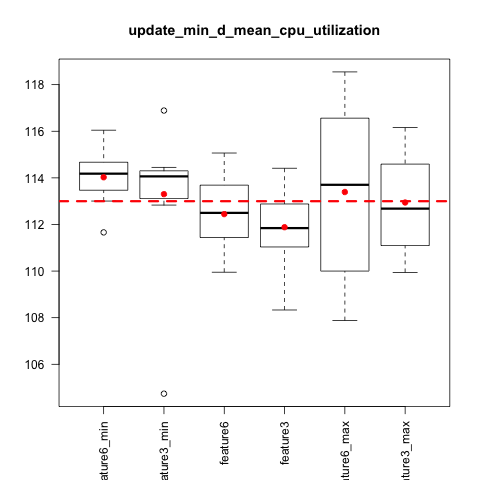 update_min_d_mean_cpu_utilization
118
116
114
112
110
108
106
ature6_min
ature3_min
feature6
feature3
ture6_max
ture3_max